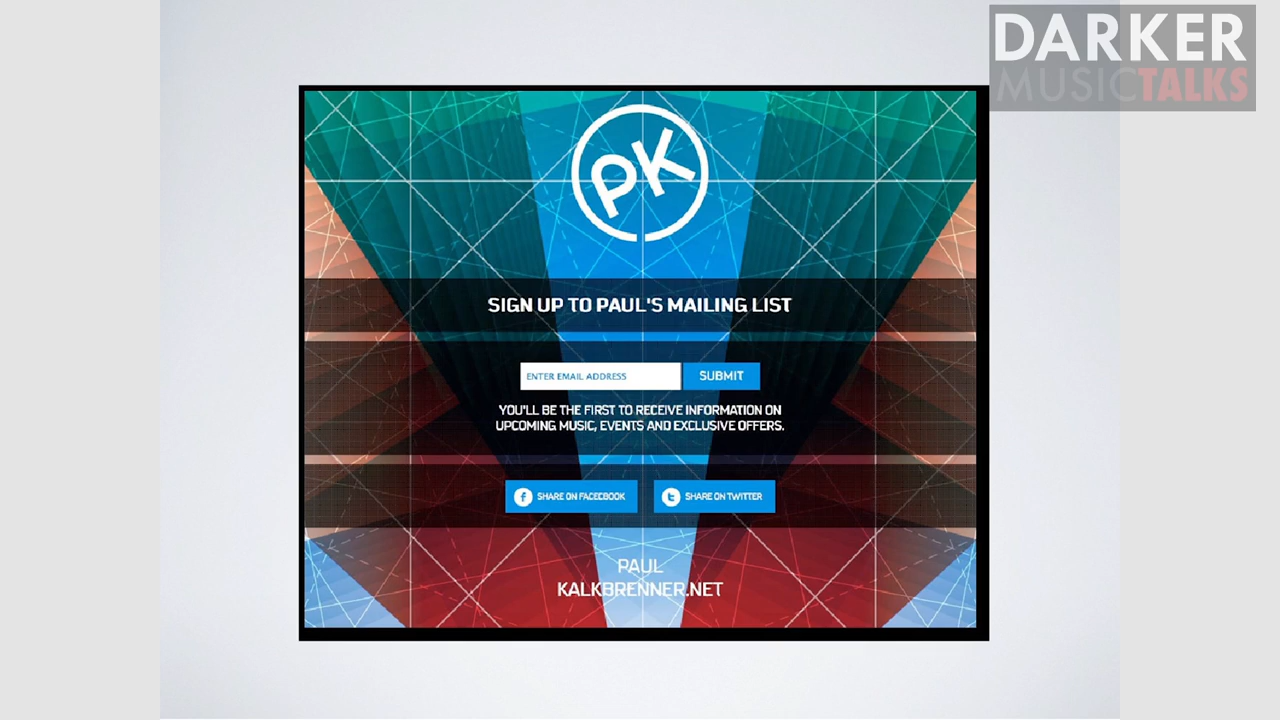 DARKER
MUSICTALKS
PK
SIGN UP TO PAUL'S MAILING LIST
ENTER EMAIL ADDRESS
SUBMIT
YOU'LL BE THE FIRST TO RECEIVE INFORMATION ON
UPCOMING MUSIC, EVENTS AND EXCLUSIVE OFFERS.
f SHARE ON FACEBOOK
t SHARE ON TWITTER
PAUL
KALKBRENNER.NET